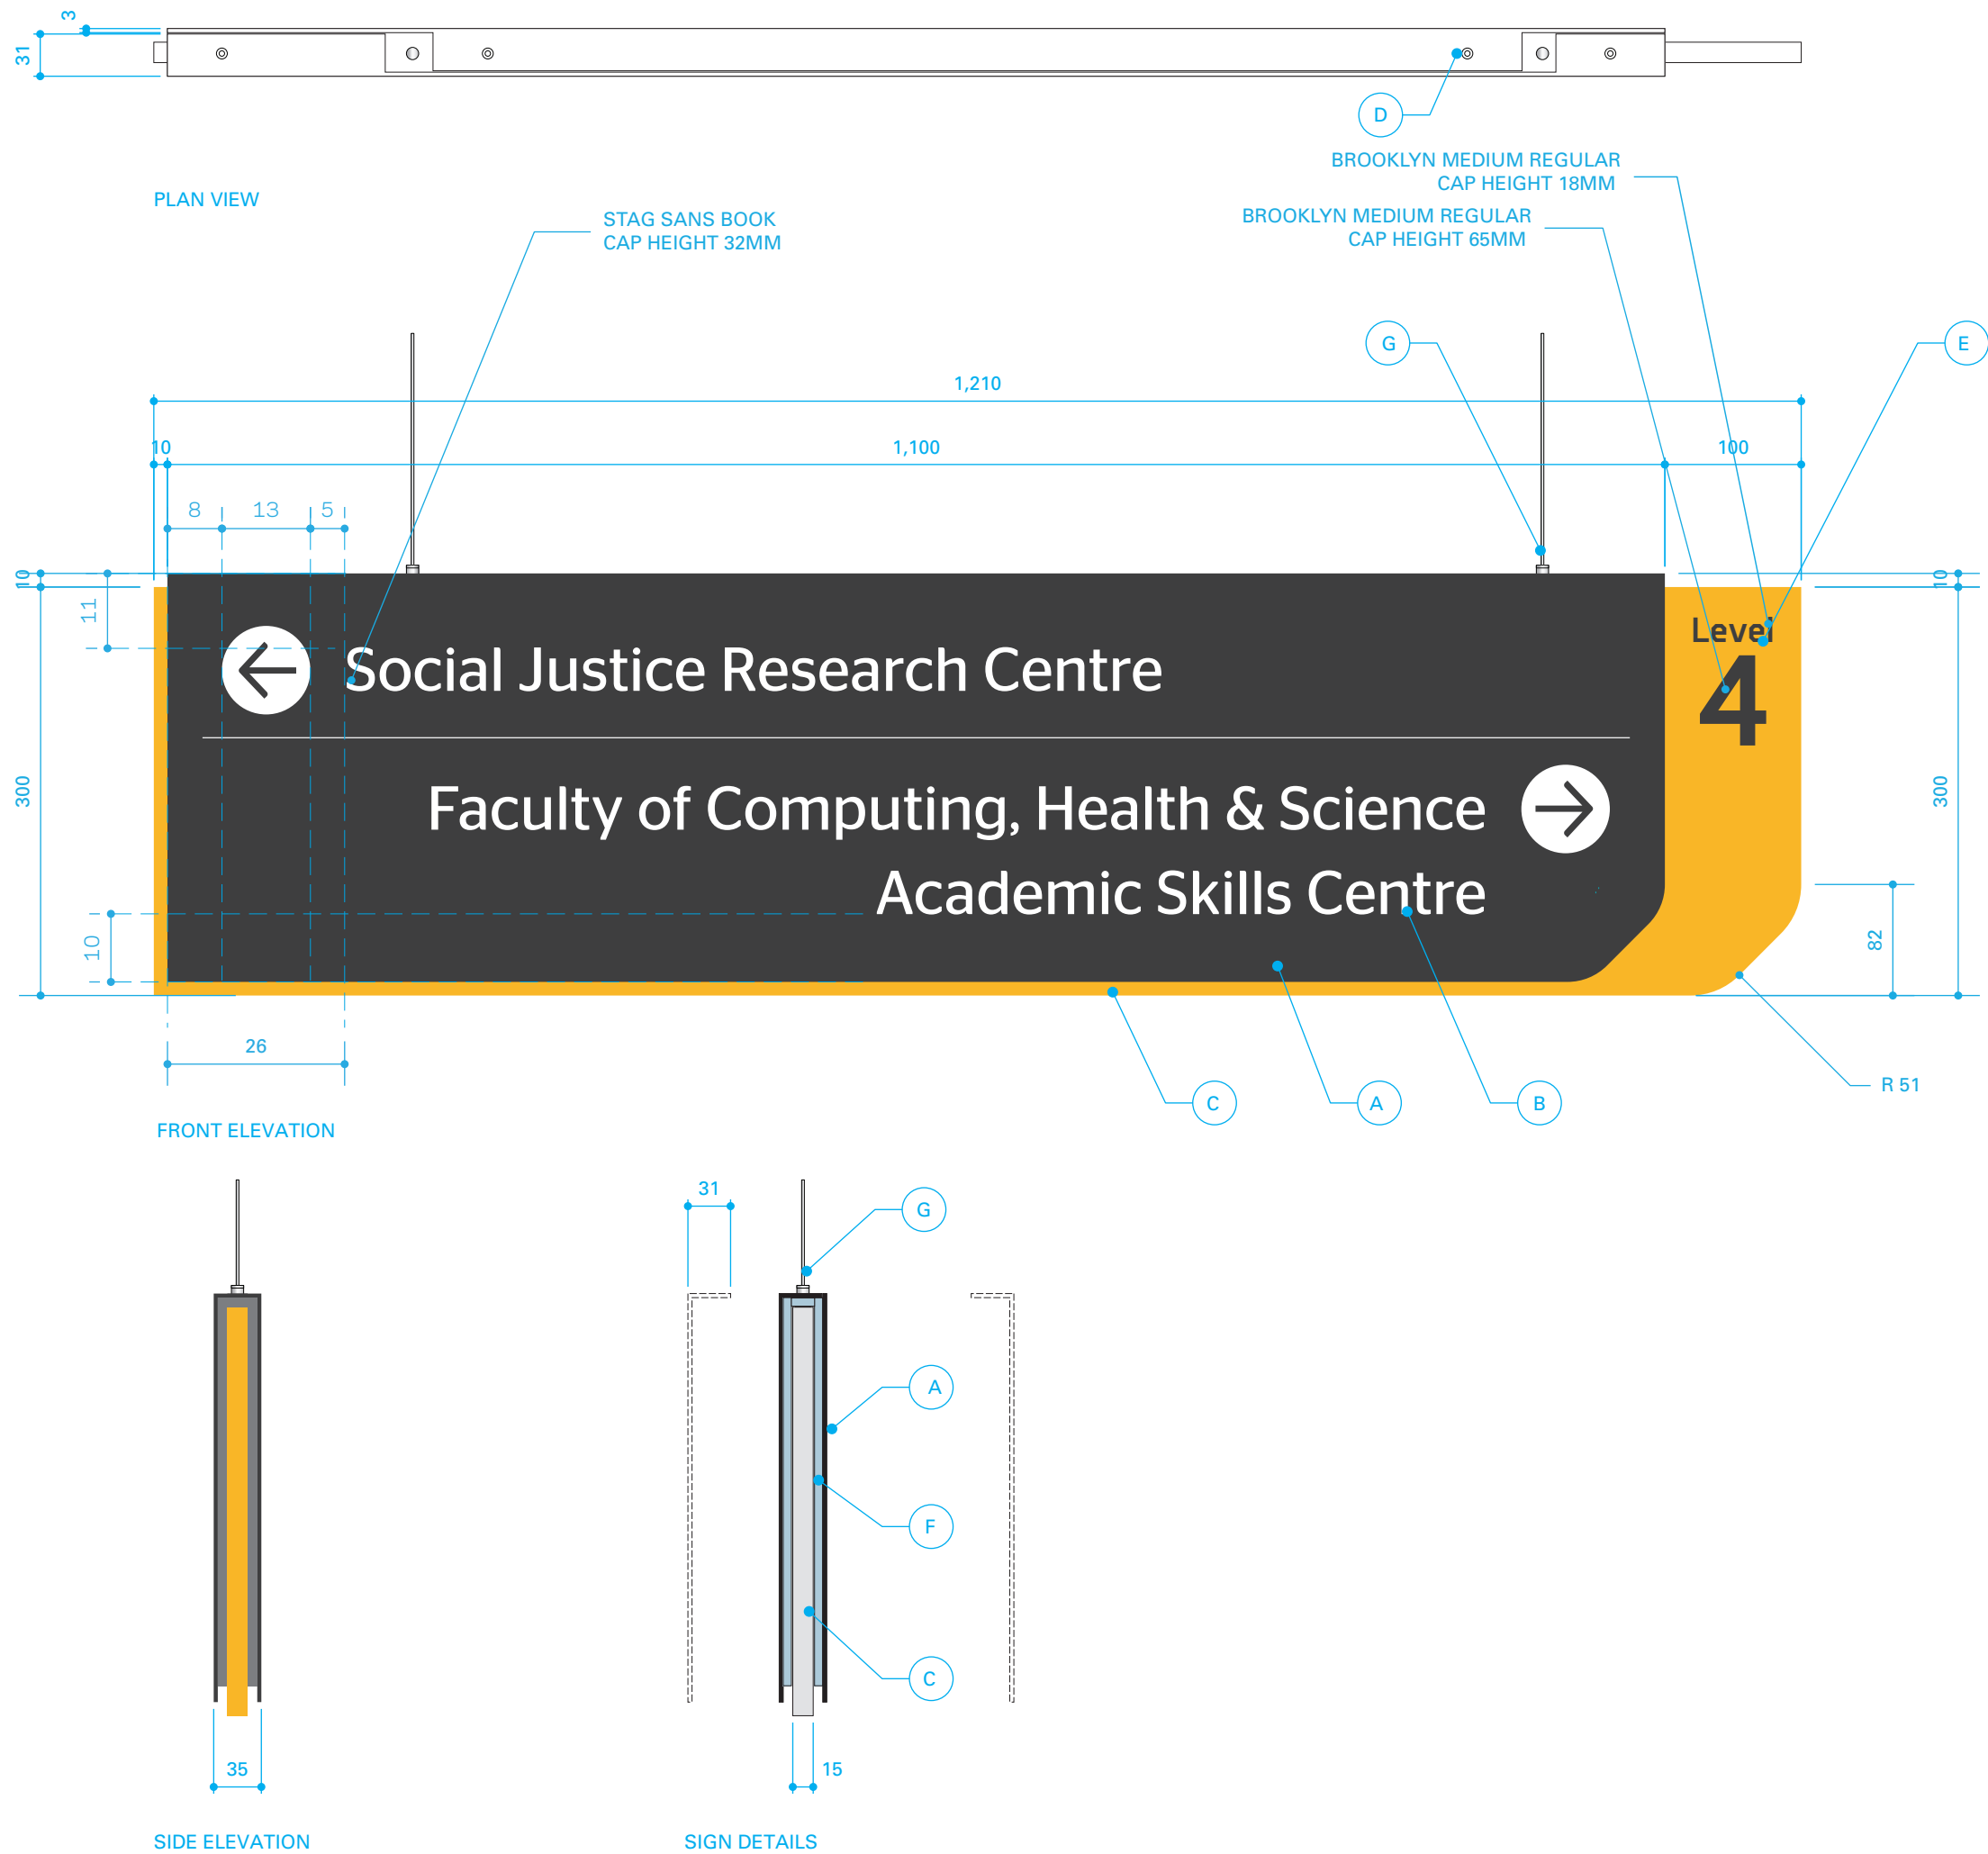 3
31
D
BROOKLYN MEDIUM REGULAR
CAP HEIGHT 18MM
PLAN VIEW
STAG SANS BOOK
CAP HEIGHT 32MM
BROOKLYN MEDIUM REGULAR
CAP HEIGHT 65MM
G
E
1,210
10
1,100
100
8
13
5
10
10
11
Level
4
Social Justice Research Centre
300
300
Faculty of Computing, Health & Science
Academic Skills Centre
10
82
26
C
A
B
R 51
FRONT ELEVATION
31
G
A
F
C
35
15
SIDE ELEVATION
SIGN DETAILS